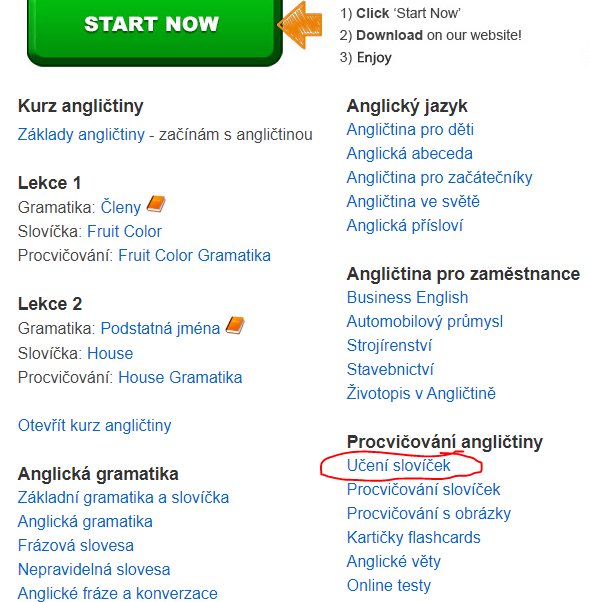 START NOW
1) Click ‘Start Now’
2) Download on our website!
3) Enjoy
Kurz angličtiny
Základy angličtiny - začínám s angličtinou
Lekce 1
Gramatika: Členy
Slovíčka: Fruit Color
Procvičování: Fruit Color Gramatika
Lekce 2
Gramatika: Podstatná jména
Slovíčka: House
Procvičování: House Gramatika
Otevřít kurz angličtiny
Anglická gramatika
Základní gramatika a slovíčka
Anglická gramatika
Frázová slovesa
Nepravidelná slovesa
Anglické fráze a konverzace
Anglický jazyk
Angličtina pro děti
Anglická abeceda
Angličtina pro začátečníky
Angličtina ve světě
Anglická přísloví
Angličtina pro zaměstnance
Business English
Automobilový průmysl
Strojírenství
Stavebnictví
Životopis v Angličtině
Procvičování angličtiny
Učení slovíček
Procvičování slovíček
Procvičování s obrázky
Kartičky flashcards
Anglické věty
Online testy